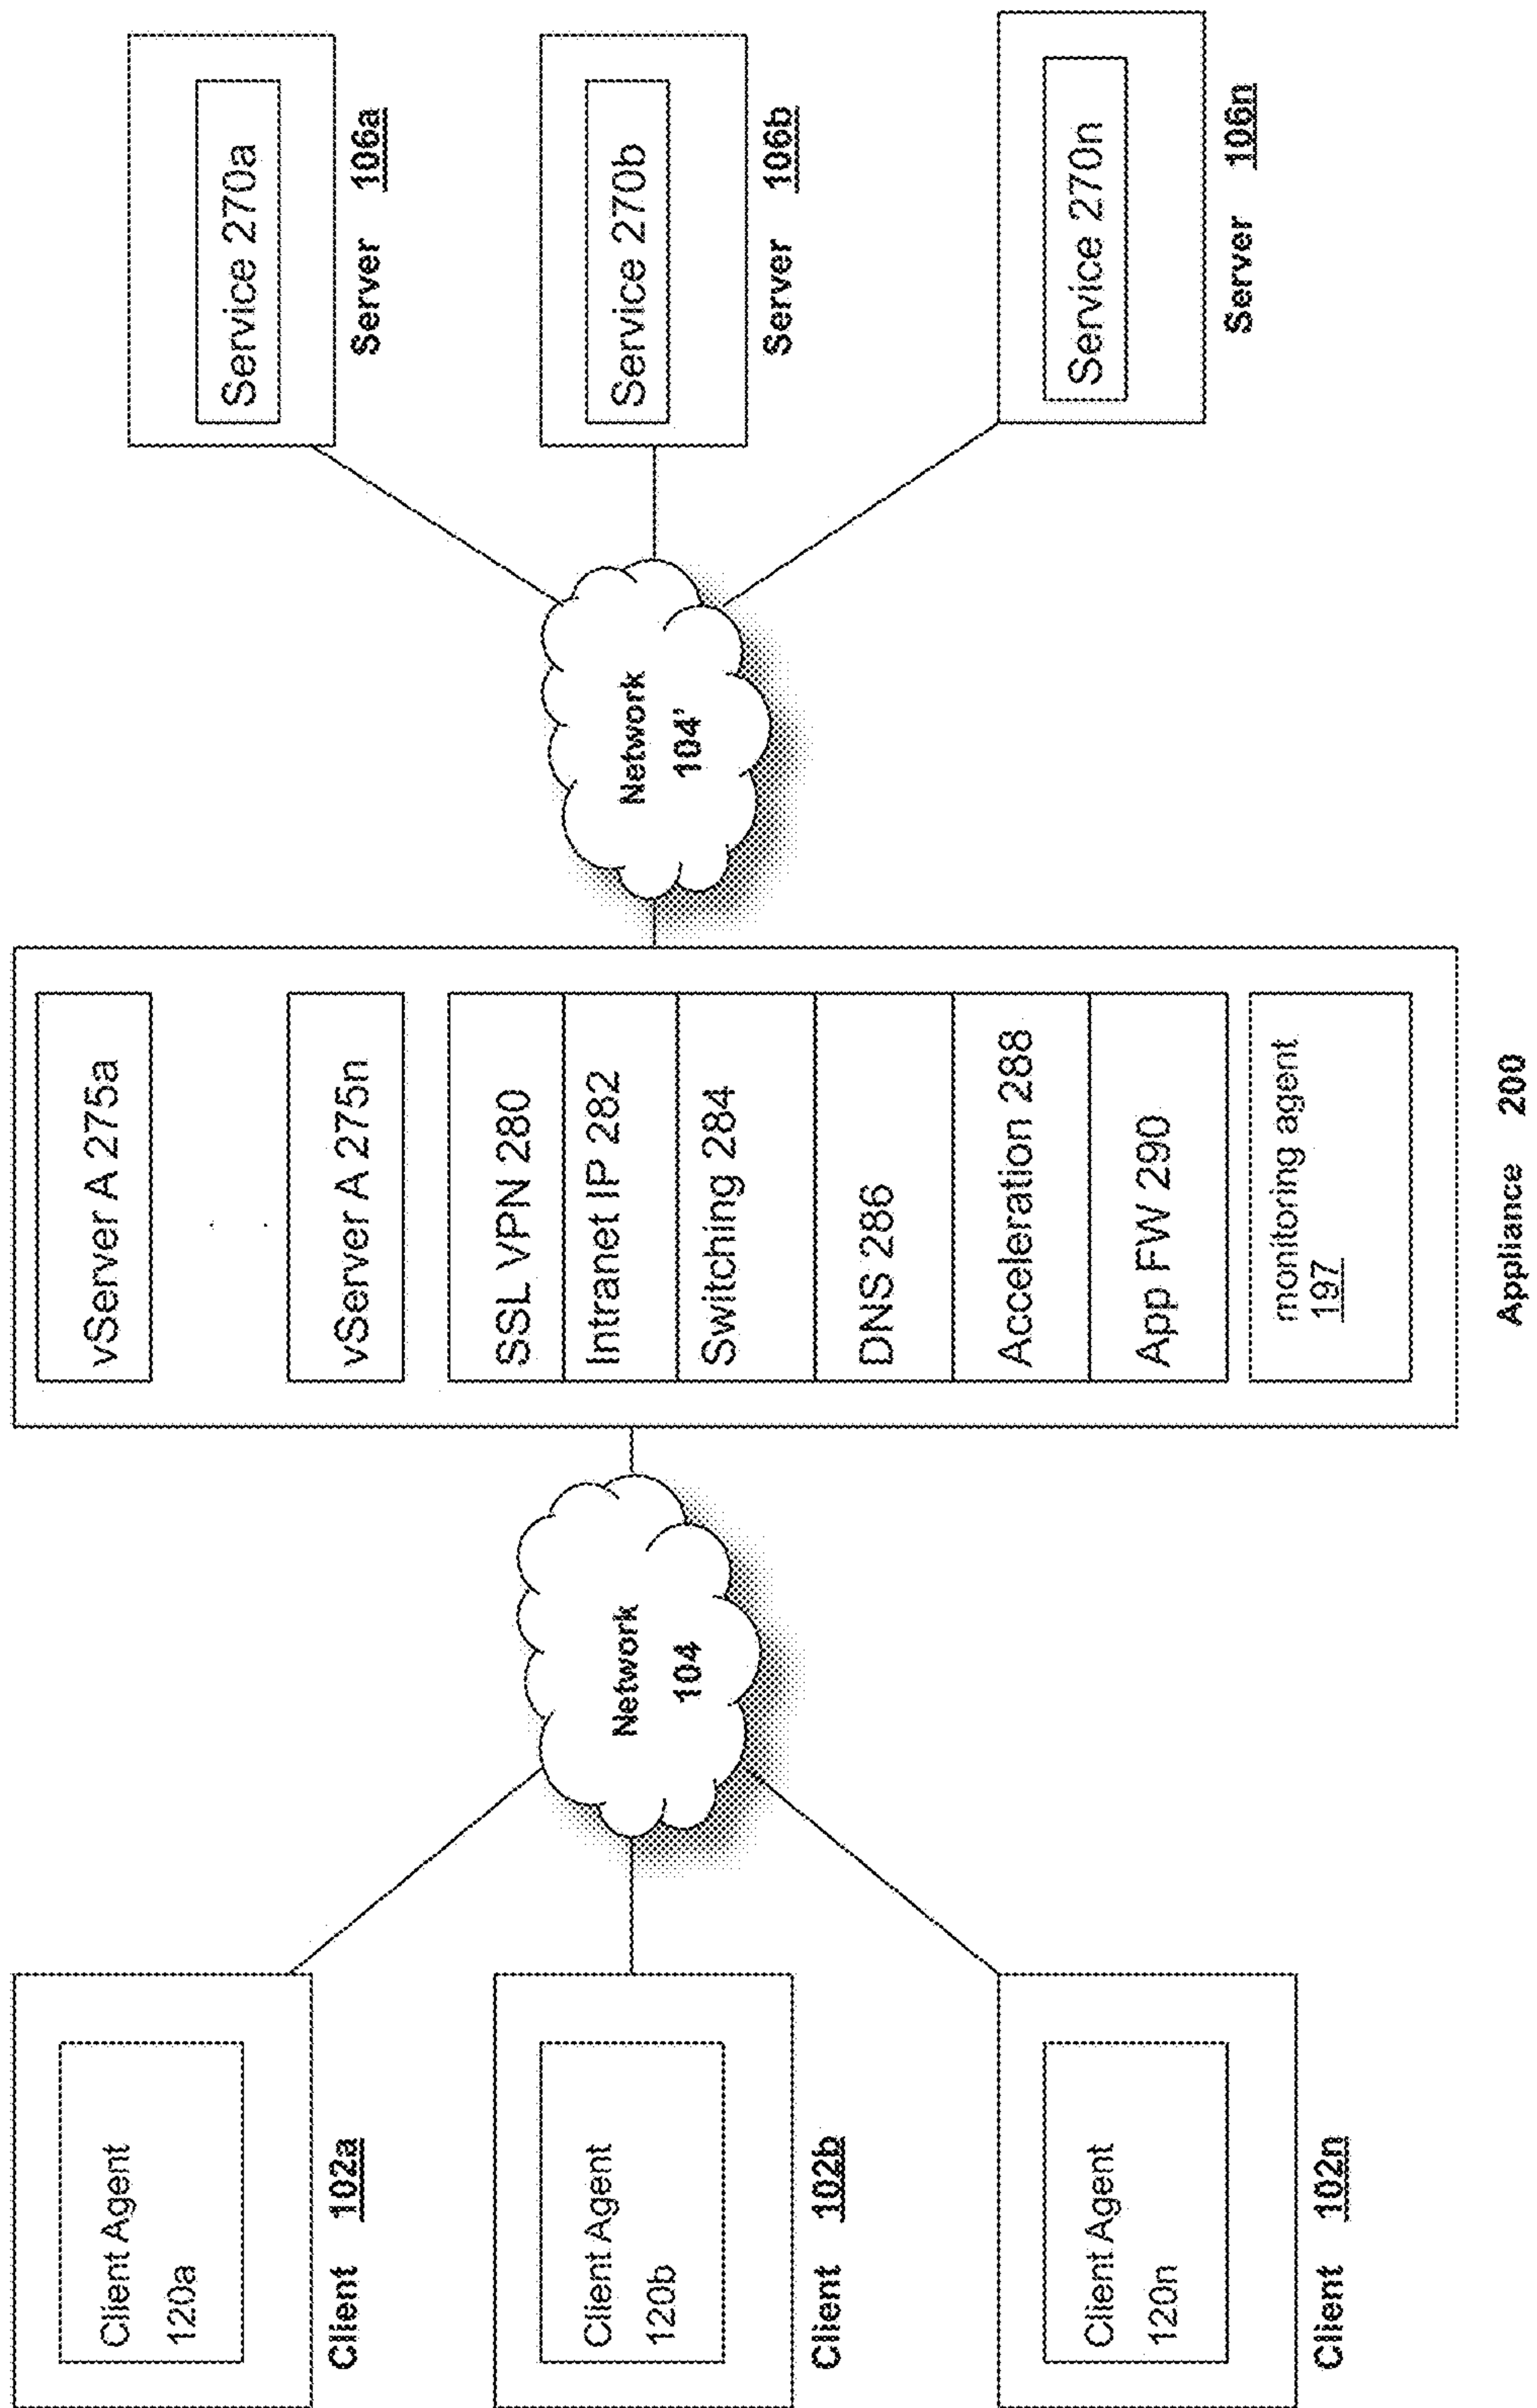 Client Agent
120a
Client 102a
Client Agent
120b
Client 102b
Client Agent
120n
Client 102n
Network
104
vServer A 275a
vServer A 275n
SSL VPN 280
Intranet IP 282
Switching 284
DNS 286
Acceleration 288
App FW 290
monitoring agent
197
Appliance 200
Network
104'
Service 270a
Server 106a
Service 270b
Server 106b
Service 270n
Server 106n